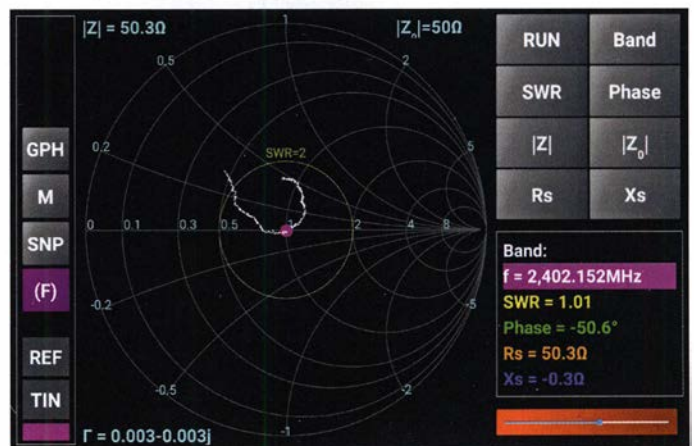 |Z| = 50.3Ω
|Z₀|=50Ω
1
0.5
2
0.2
5
SWR=2
0
0.1
0.3
0.5
1
2
4
8
-0.2
-5
-0.5
-2
-1
Γ = 0.003-0.003j
GPH
M
SNP
(F)
REF
TIN
RUN
Band
SWR
Phase
|Z|
|Z₀|
Rs
Xs
Band:
f = 2,402.152MHz
SWR = 1.01
Phase = -50.6°
Rs = 50.3Ω
Xs = -0.3Ω